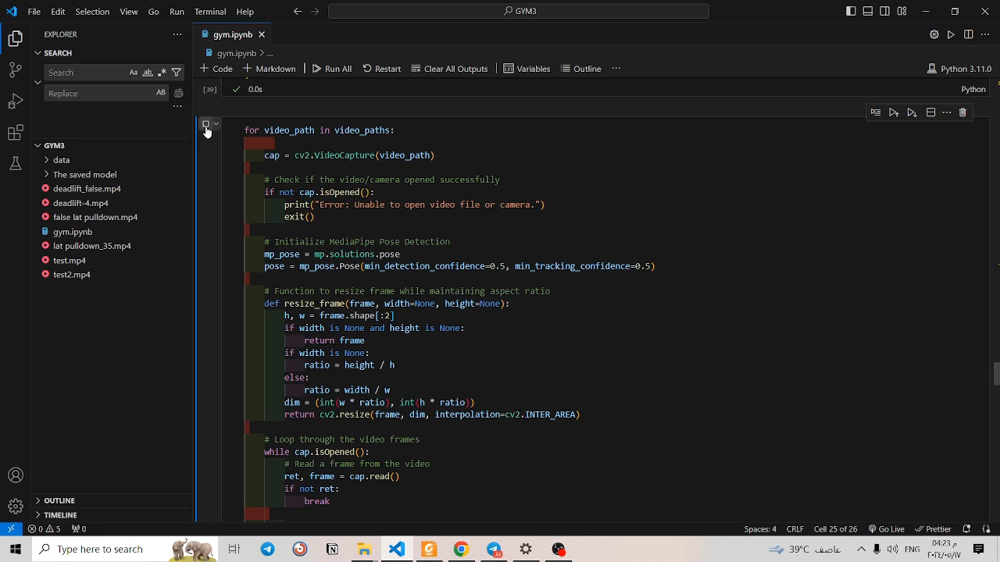 File Edit Selection View Go Run Terminal Help
GYM3
EXPLORER
SEARCH
Search
Aa ab .*
Replace
AB
GYM3
data
The saved model
deadlift_false.mp4
deadlift-4.mp4
false lat pulldown.mp4
gym.ipynb
lat pulldown_35.mp4
test.mp4
test2.mp4
OUTLINE
TIMELINE
gym.ipynb
gym.ipynb > ...
+ Code + Markdown Run All Restart Clear All Outputs Variables Outline ... Python 3.11.0
[39] 0.0s Python
for video_path in video_paths:
cap = cv2.VideoCapture(video_path)
# Check if the video/camera opened successfully
if not cap.isOpened():
print("Error: Unable to open video file or camera.")
exit()
# Initialize MediaPipe Pose Detection
mp_pose = mp.solutions.pose
pose = mp_pose.Pose(min_detection_confidence=0.5, min_tracking_confidence=0.5)
# Function to resize frame while maintaining aspect ratio
def resize_frame(frame, width=None, height=None):
h, w = frame.shape[:2]
if width is None and height is None:
return frame
if width is None:
ratio = height / h
else:
ratio = width / w
dim = (int(w * ratio), int(h * ratio))
return cv2.resize(frame, dim, interpolation=cv2.INTER_AREA)
# Loop through the video frames
while cap.isOpened():
# Read a frame from the video
ret, frame = cap.read()
if not ret:
break
0 5 0 Spaces: 4 CRLF Cell 25 of 26 Go Live Prettier
Type here to search
66
39°C
ENG
04:23